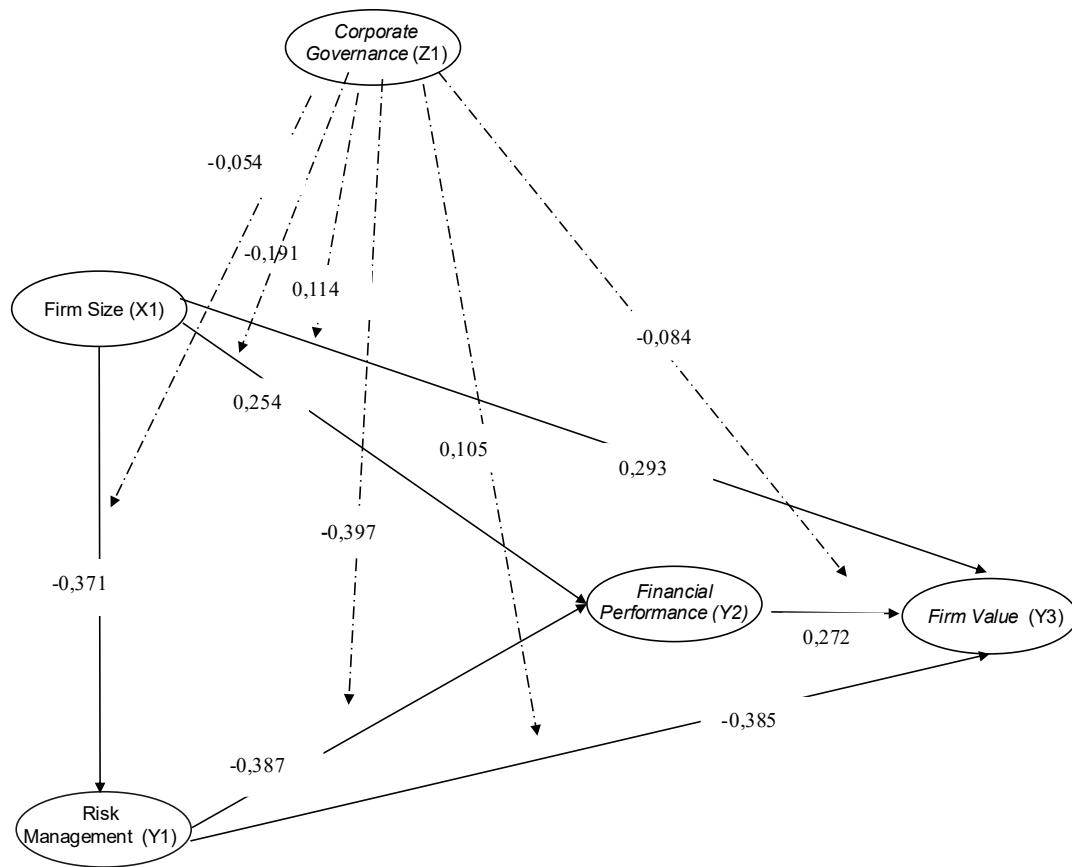 Corporate
Governance (Z1)
-0,054
-0,191
0,114
Firm Size (X1)
-0,084
0,254
0,105
0,293
-0,397
-0,371
Financial
Performance (Y2)
0,272
Firm Value (Y3)
-0,385
-0,387
Risk
Management (Y1)